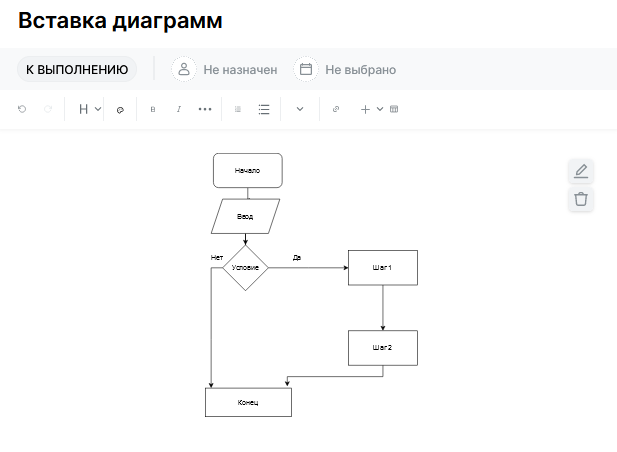 Вставка диаграмм
К ВЫПОЛНЕНИЮ Не назначен Не выбрано
H B I
Начало
Ввод
Нет Условие Да Шаг 1
Шаг 2
Конец